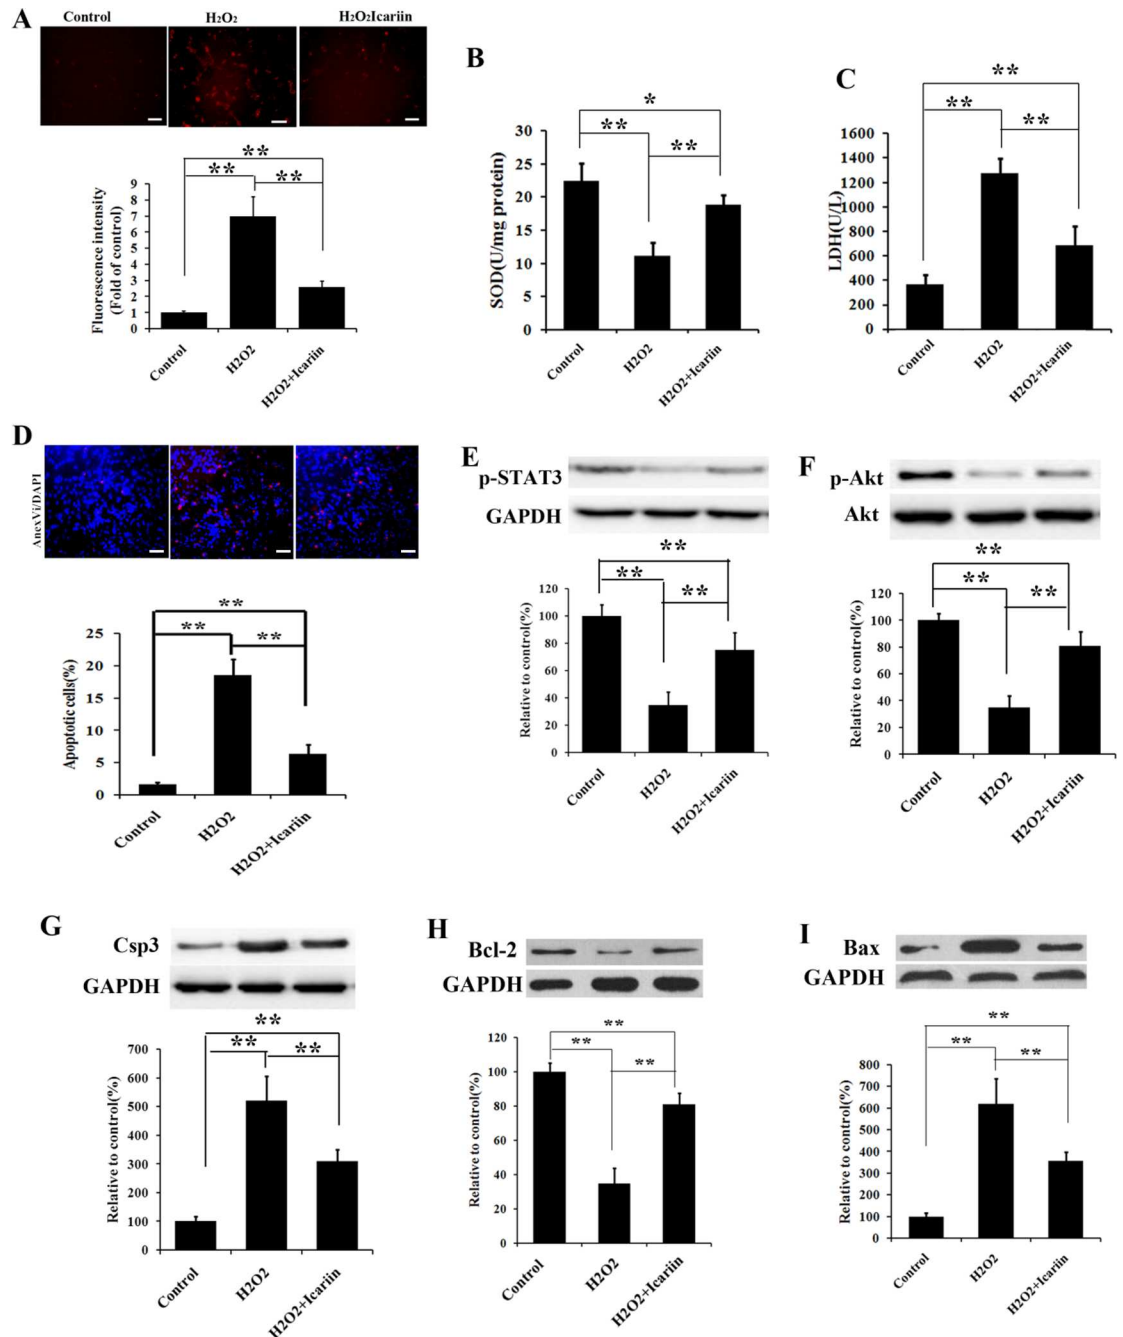 A
Control
H2O2
H2O2Icariin
**
**
**
Fluorescence intensity
(Fold of control)
9
8
7
6
5
4
3
2
1
0
Control
H2O2
H2O2+Icariin
B
*
**
**
SOD(U/mg protein)
30
25
20
15
10
5
0
Control
H2O2
H2O2+Icariin
C
**
**
**
LDH(U/L)
1600
1400
1200
1000
800
600
400
200
0
Control
H2O2
H2O2+Icariin
D
AnexVi/DAPI
**
**
**
Apoptotic cells(%)
25
20
15
10
5
0
Control
H2O2
H2O2+Icariin
E
p-STAT3
GAPDH
**
**
**
Relative to control(%)
120
100
80
60
40
20
0
Control
H2O2
H2O2+Icariin
F
p-Akt
Akt
**
**
**
Relative to control(%)
120
100
80
60
40
20
0
Control
H2O2
H2O2+Icariin
G
Csp3
GAPDH
**
**
**
Relative to control(%)
700
600
500
400
300
200
100
0
Control
H2O2
H2O2+Icariin
H
Bcl-2
GAPDH
**
**
**
Relative to control(%)
120
100
80
60
40
20
0
Control
H2O2
H2O2+Icariin
I
Bax
GAPDH
**
**
**
Relative to control(%)
800
700
600
500
400
300
200
100
0
Control
H2O2
H2O2+Icariin